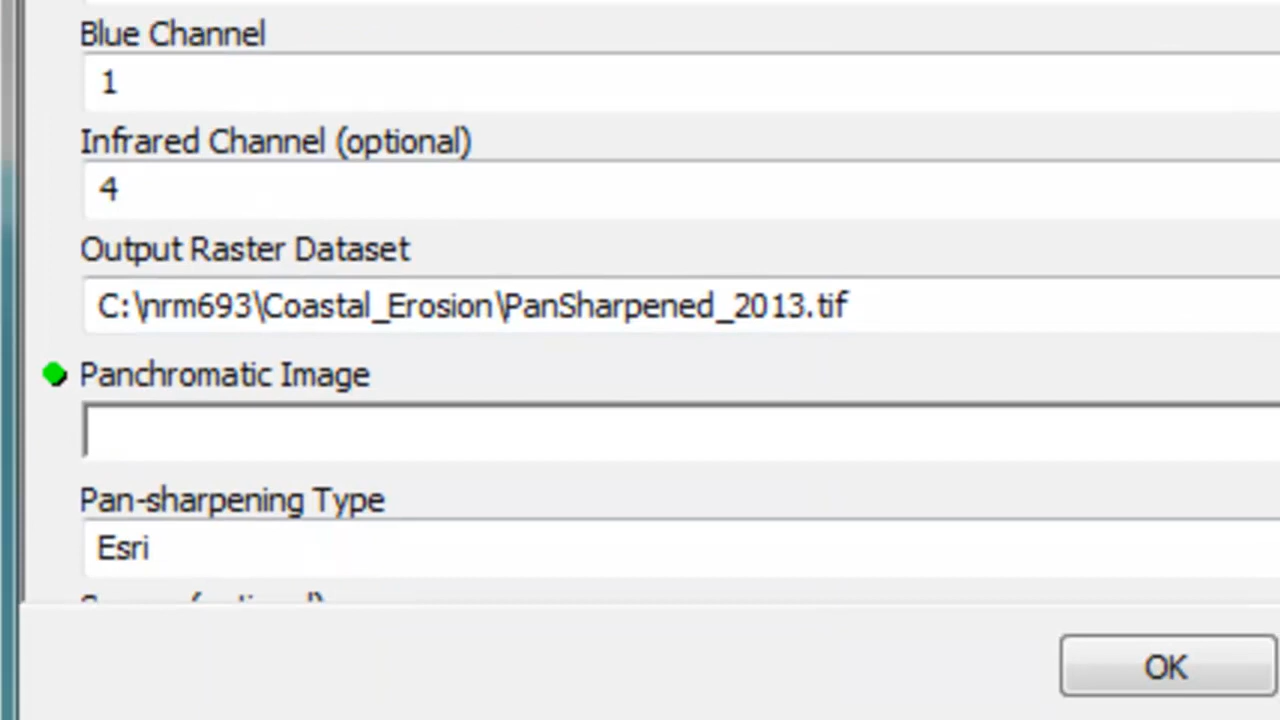 Blue Channel
1
Infrared Channel (optional)
4
Output Raster Dataset
C:\nrm693\Coastal_Erosion\PanSharpened_2013.tif
Panchromatic Image
Pan-sharpening Type
Esri
OK